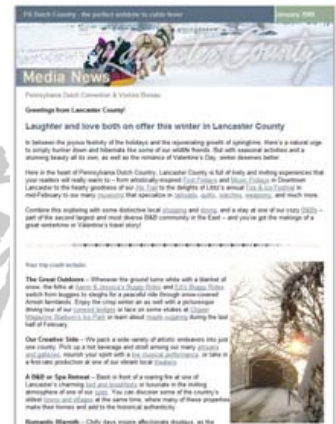 PA Dutch Country - the perfect antidote to cabin fever
January 2008
Lancaster County
Media News
Pennsylvania Dutch Convention & Visitors Bureau
Greetings from Lancaster County!
Laughter and love both on offer this winter in Lancaster County
In between the joyous festivity of the holidays and the rejuvenating growth of springtime, there's a natural urge
to simply hunker down and hibernate like some of our wildlife friends. But with seasonal activities and a
stunning beauty all its own, as well as the romance of Valentine's Day, winter deserves better.
Here in the heart of Pennsylvania Dutch Country, Lancaster County is full of lively and inviting experiences that
your readers will really warm to – from artistically-inspired First Fridays and Music Fridays in Downtown
Lancaster to the hearty goodness of our to the delights of Lititz's annual Fire & Ice Festival in
mid-February to our many museums that specialize in railroads, quilts, watches, weapons, and much more.
Combine this exploring with some distinctive local shopping and dining, and a stay at one of our cozy B&Bs –
part of the second largest and most diverse B&B community in the East – and you've got the makings of a
great wintertime or Valentine's travel story!
Your trip could include:
The Great Outdoors – Whenever the ground turns white with a blanket of
snow, the folks at Aaron & Jessica's Buggy Rides and Ed's Buggy Rides
switch from buggies to sleighs for a peaceful ride through snow-covered
Amish farmlands. Enjoy the crisp winter air as well with a picturesque
driving tour of our covered bridges or lace on some skates at Clipper
Magazine Stadium's Ice Park or learn about maple sugaring during the last
half of February.
Our Creative Side – We pack a wide variety of artistic endeavors into just
one county. Pick up a hot beverage and stroll among our many
and galleries, nourish your spirit with a live musical performance, or take in
a first-rate production at one of our vibrant local theaters.
A B&B or Spa Retreat – Bask in front of a roaring fire at one of
Lancaster's charming bed and breakfasts or luxuriate in the inviting
atmosphere of one our spas. You can discover some of the country's
oldest towns and villages at the same time, where many of these properties
make their homes and add to the historical authenticity.
Romantic Warmth – Chilly days inspire affectionate displays, as the